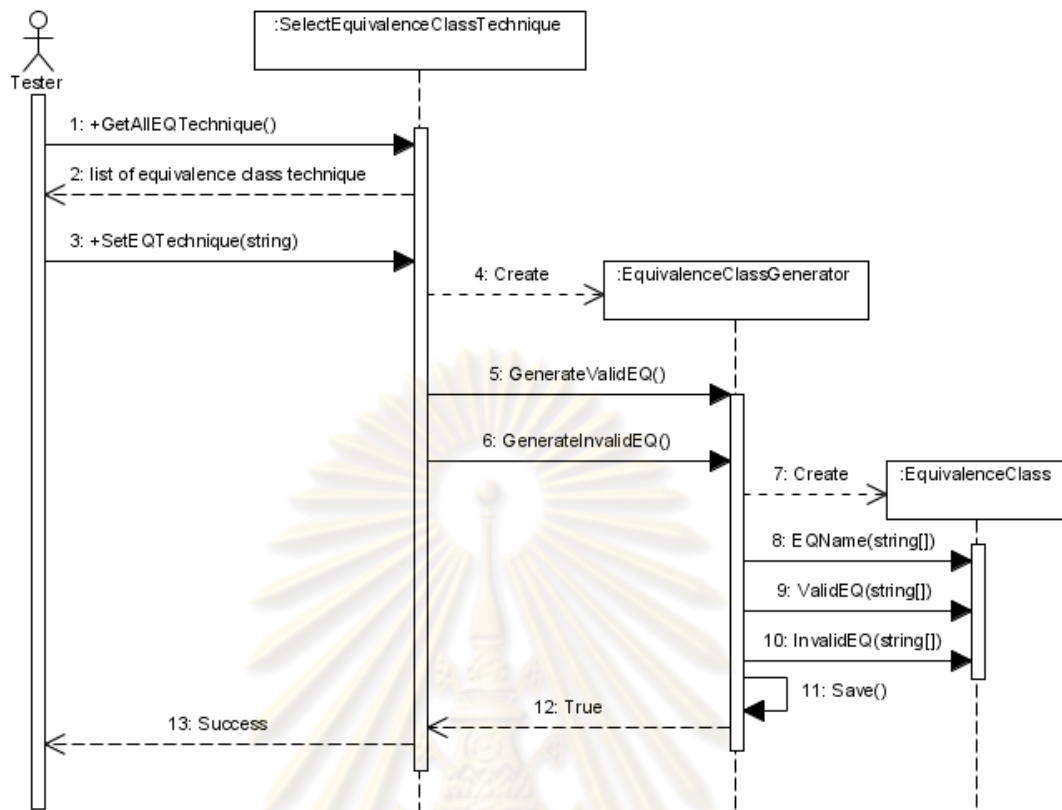 :SelectEquivalenceClassTechnique
Tester
1: +GetAllEQTechnique()
2: list of equivalence class technique
3: +SetEQTechnique(string)
4: Create
:EquivalenceClassGenerator
5: GenerateValidEQ()
6: GenerateInvalidEQ()
7: Create
:EquivalenceClass
8: EQName(string[])
9: ValidEQ(string[])
10: InvalidEQ(string[])
11: Save()
12: True
13: Success